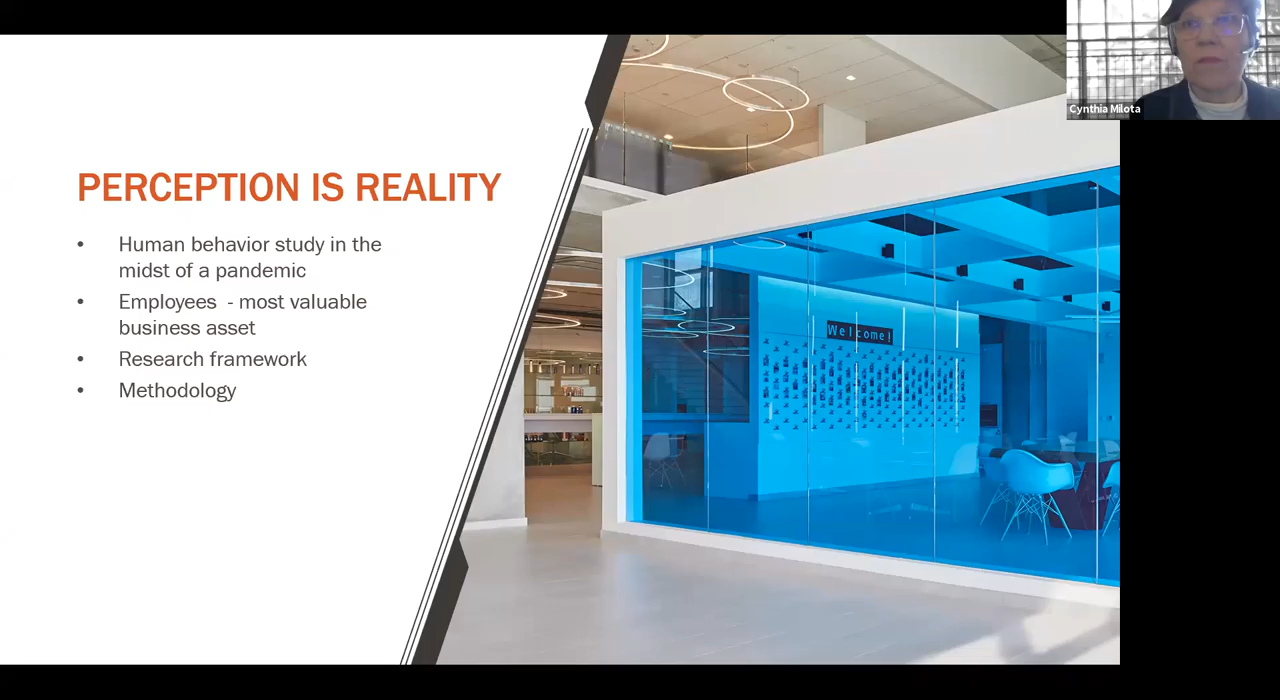 Cynthia Milota
PERCEPTION IS REALITY
• Human behavior study in the
midst of a pandemic
• Employees - most valuable
business asset
• Research framework
• Methodology
Welcome!